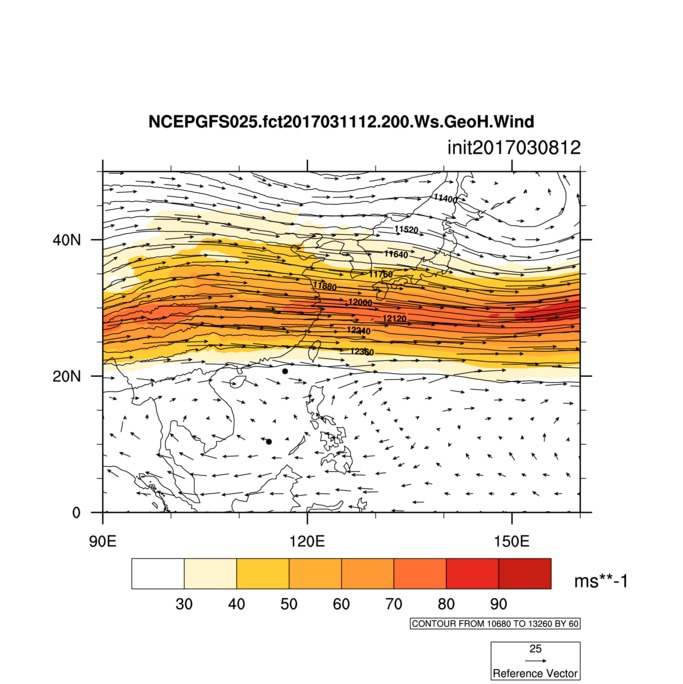 NCEPGFS025.fct2017031112.200.Ws.GeoH.Wind
init2017030812
11400
11520
40N
11640
11760
11880
12000
12120
12240
12360
20N
0
90E 120E 150E
30 40 50 60 70 80 90
ms**-1
CONTOUR FROM 10680 TO 13260 BY 60
25
Reference Vector